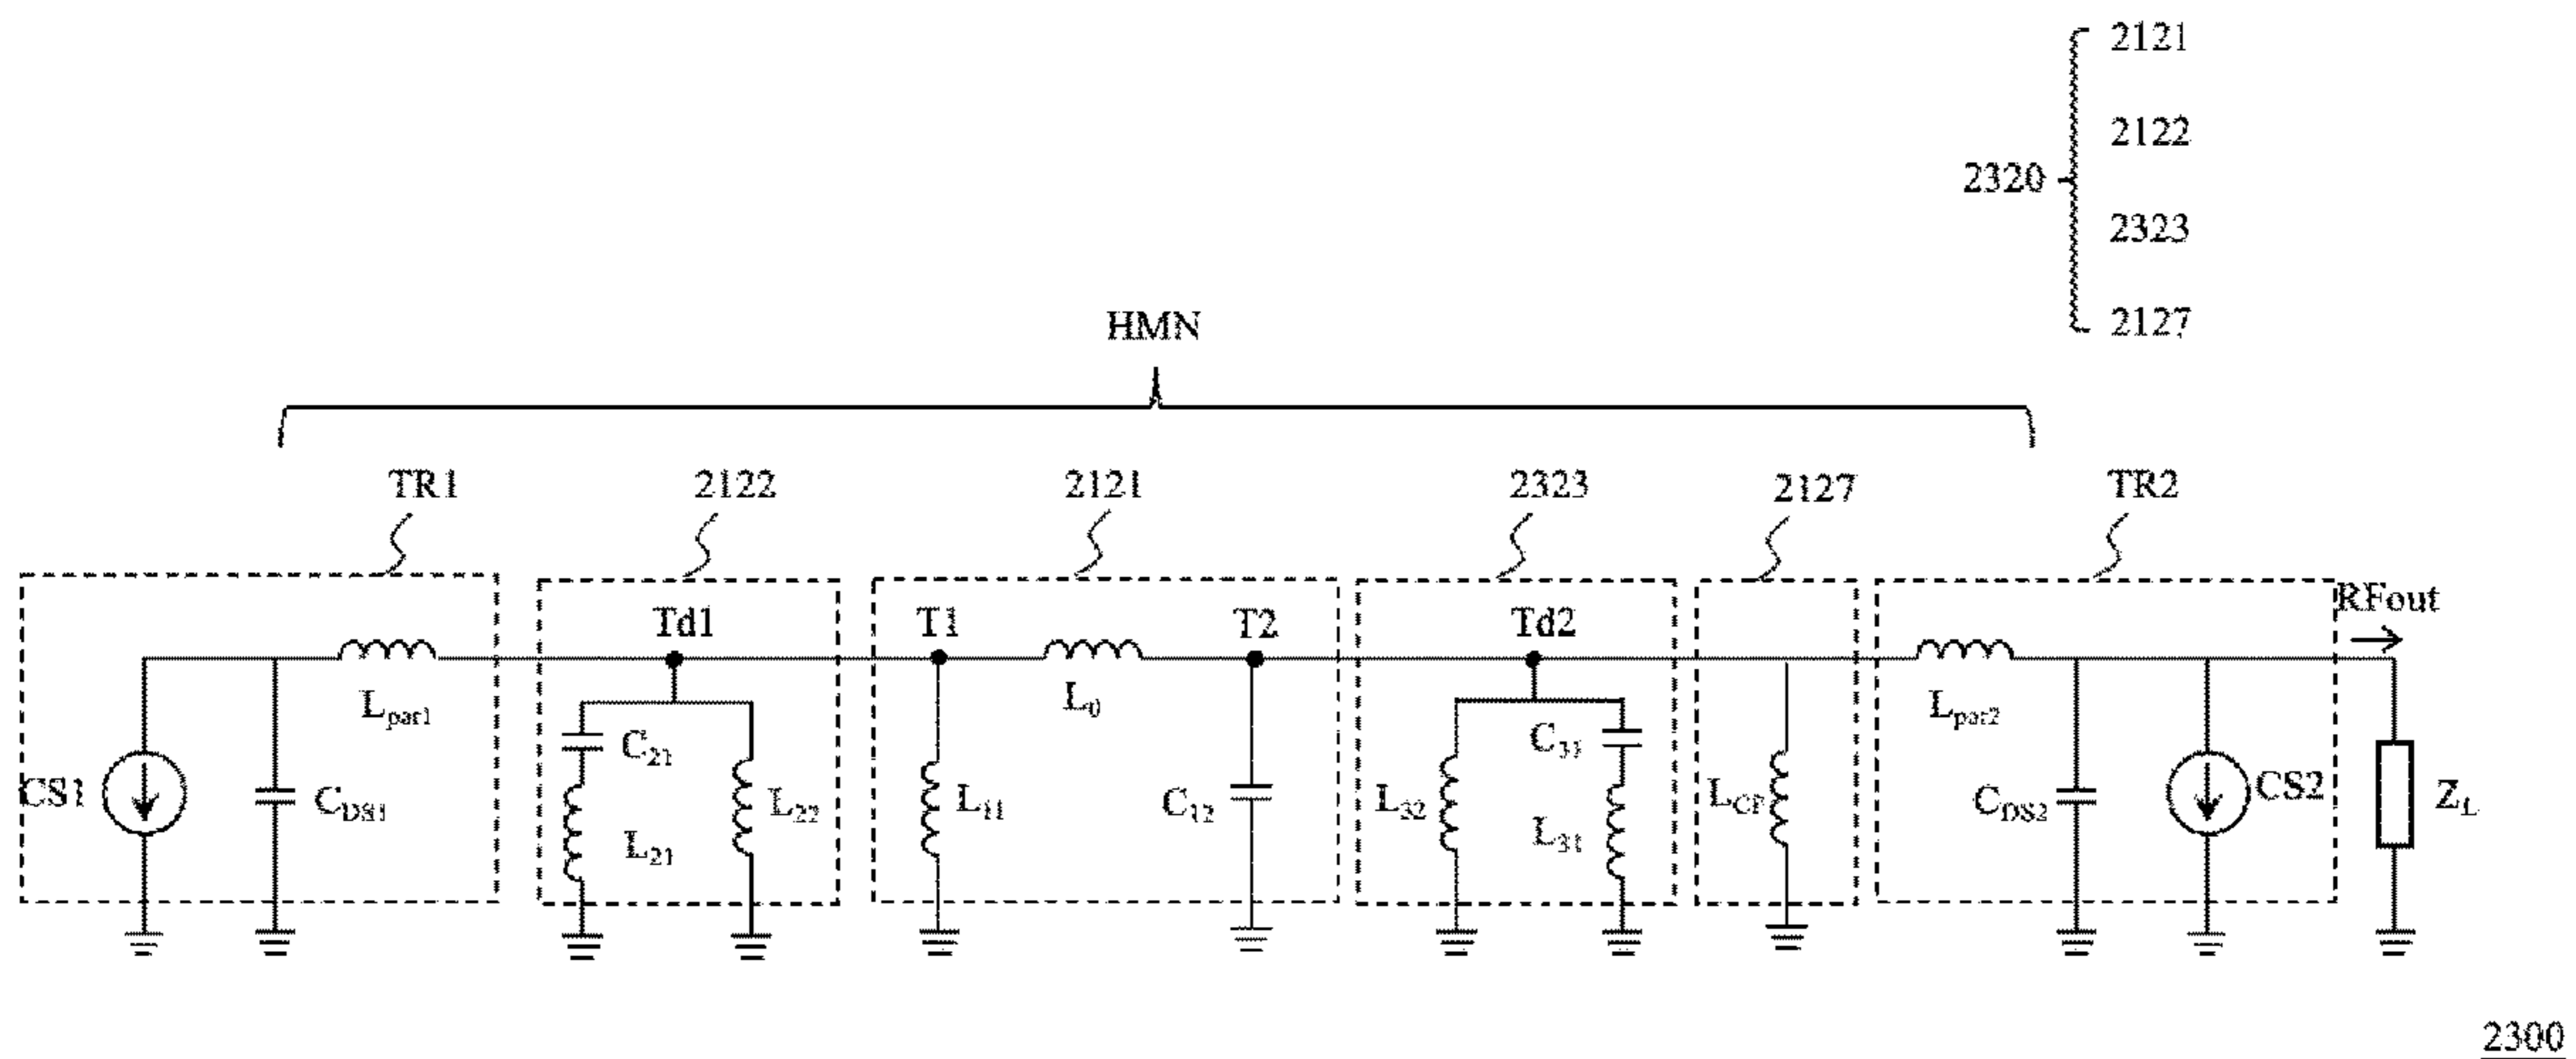 2121
2122
2320
2323
2127
HMN
TR1
2122
2121
2323
2127
TR2
RFout
Td1
T1
T2
Td2
Lpar1
L0
Lpar2
CS1
CDS1
C21
L21
L22
L11
C12
L32
C31
L31
LCP
CDS2
CS2
ZL
2300